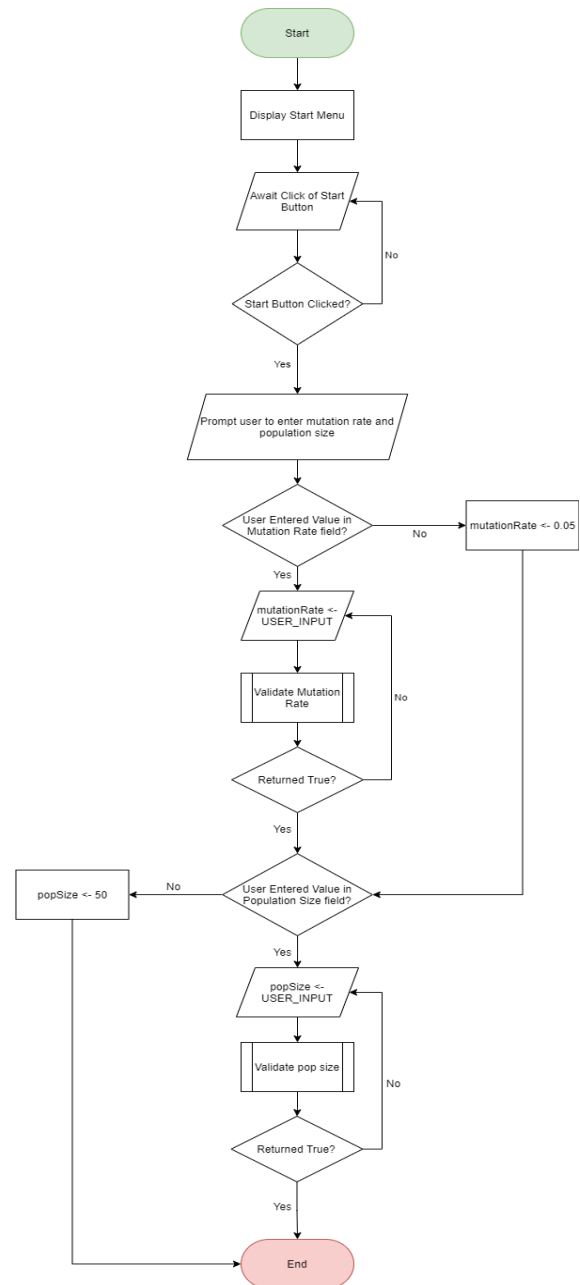 Start
Display Start Menu
Await Click of Start
Button
No
Start Button Clicked?
Yes
Prompt user to enter mutation rate and
population size
User Entered Value in
Mutation Rate field?
No
mutationRate <- 0.05
Yes
mutationRate <-
USER_INPUT
Validate Mutation
Rate
No
Returned True?
Yes
User Entered Value in
Population Size field?
No
popSize <- 50
Yes
popSize <-
USER_INPUT
Validate pop size
No
Returned True?
Yes
End